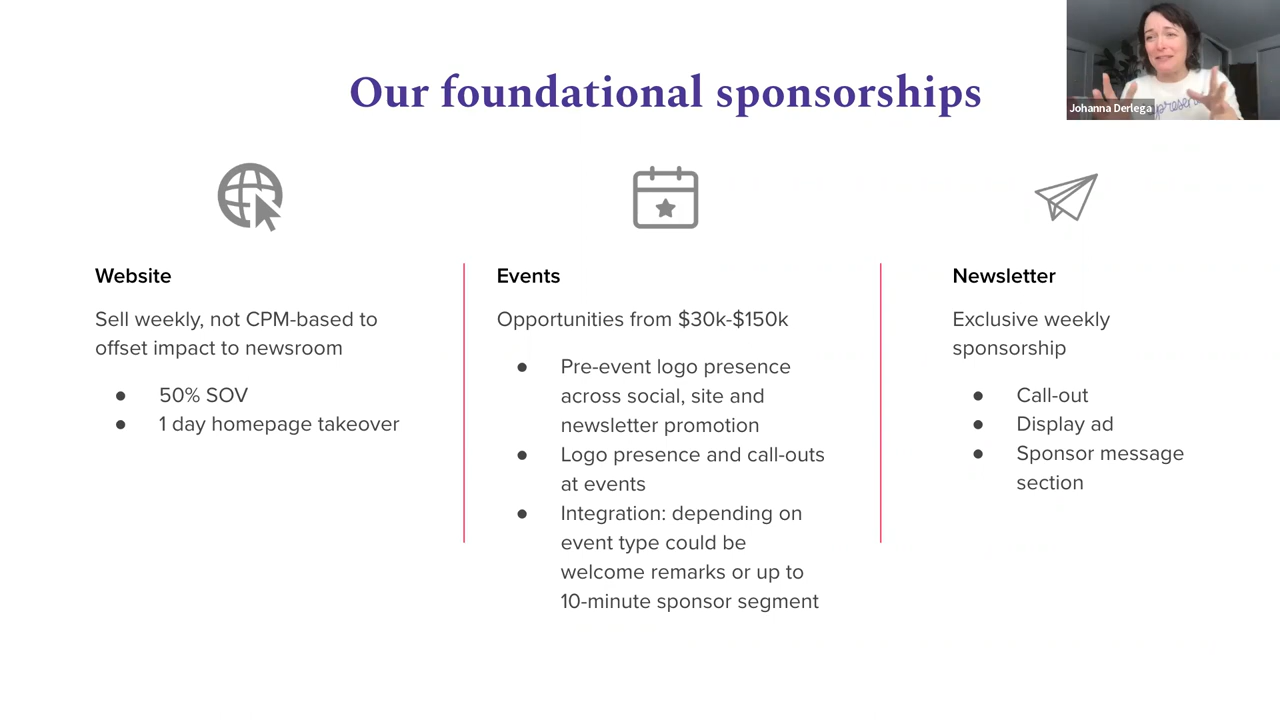 Our foundational sponsorships
Johanna Derlega
Website
Sell weekly, not CPM-based to
offset impact to newsroom
● 50% SOV
● 1 day homepage takeover
Events
Opportunities from $30k-$150k
● Pre-event logo presence
across social, site and
newsletter promotion
● Logo presence and call-outs
at events
● Integration: depending on
event type could be
welcome remarks or up to
10-minute sponsor segment
Newsletter
Exclusive weekly
sponsorship
● Call-out
● Display ad
● Sponsor message
section